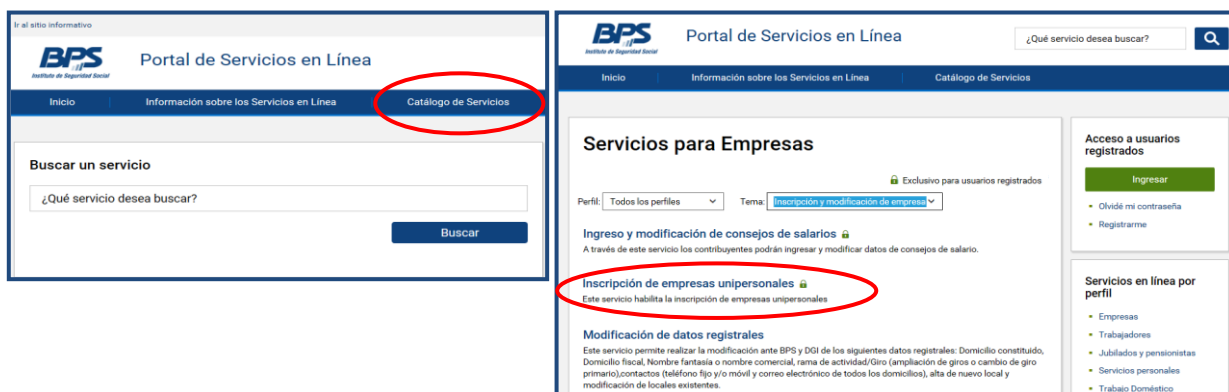 Ir al sitio informativo
BPS
Instituto de Seguridad Social
Portal de Servicios en Línea
Inicio
Información sobre los Servicios en Línea
Catálogo de Servicios
Buscar un servicio
¿Qué servicio desea buscar?
Buscar
BPS
Instituto de Seguridad Social
Portal de Servicios en Línea
¿Qué servicio desea buscar?
Inicio
Información sobre los Servicios en Línea
Catálogo de Servicios
Servicios para Empresas
Exclusivo para usuarios registrados
Perfil: Todos los perfiles Tema: Inscripción y modificación de empresa
Ingreso y modificación de consejos de salarios
A través de este servicio los contribuyentes podrán ingresar y modificar datos de consejos de salario.
Inscripción de empresas unipersonales
Este servicio habilita la inscripción de empresas unipersonales
Modificación de datos registrales
Este servicio permite realizar la modificación ante BPS y DGI de los siguientes datos registrales: Domicilio constituido,
Domicilio fiscal, Nombre fantasía o nombre comercial, rama de actividad/Giro (ampliación de giros o cambio de giro
primario),contactos (teléfono fijo y/o móvil y correo electrónico de todos los domicilios), alta de nuevo local y
modificación de locales existentes.
Acceso a usuarios
registrados
Ingresar
Olvidé mi contraseña
Registrarme
Servicios en línea por
perfil
Empresas
Trabajadores
Jubilados y pensionistas
Servicios personales
Trabajo Doméstico